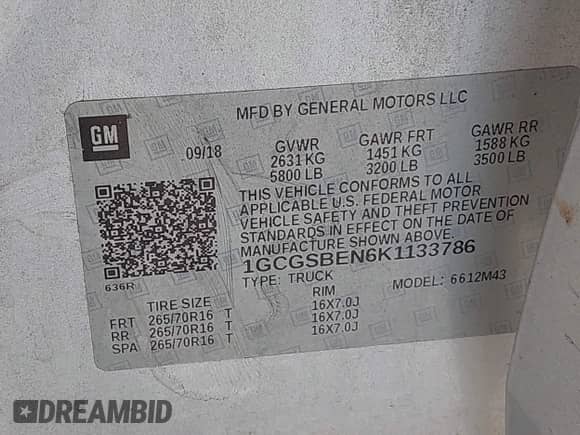 MFD BY GENERAL MOTORS LLC
GM
09/18 GVWR GAWR FRT GAWR RR
2631 KG 1451 KG 1588 KG
5800 LB 3200 LB 3500 LB
THIS VEHICLE CONFORMS TO ALL
APPLICABLE U.S. FEDERAL MOTOR
VEHICLE SAFETY AND THEFT PREVENTION
STANDARDS IN EFFECT ON THE DATE OF
MANUFACTURE SHOWN ABOVE.
1GCGSBEN6K1133786
636R TYPE: TRUCK MODEL: 6612M43
TIRE SIZE RIM
FRT 265/70R16 T 16X7.0J
RR 265/70R16 T 16X7.0J
SPA 265/70R16 T 16X7.0J
DREAMBID